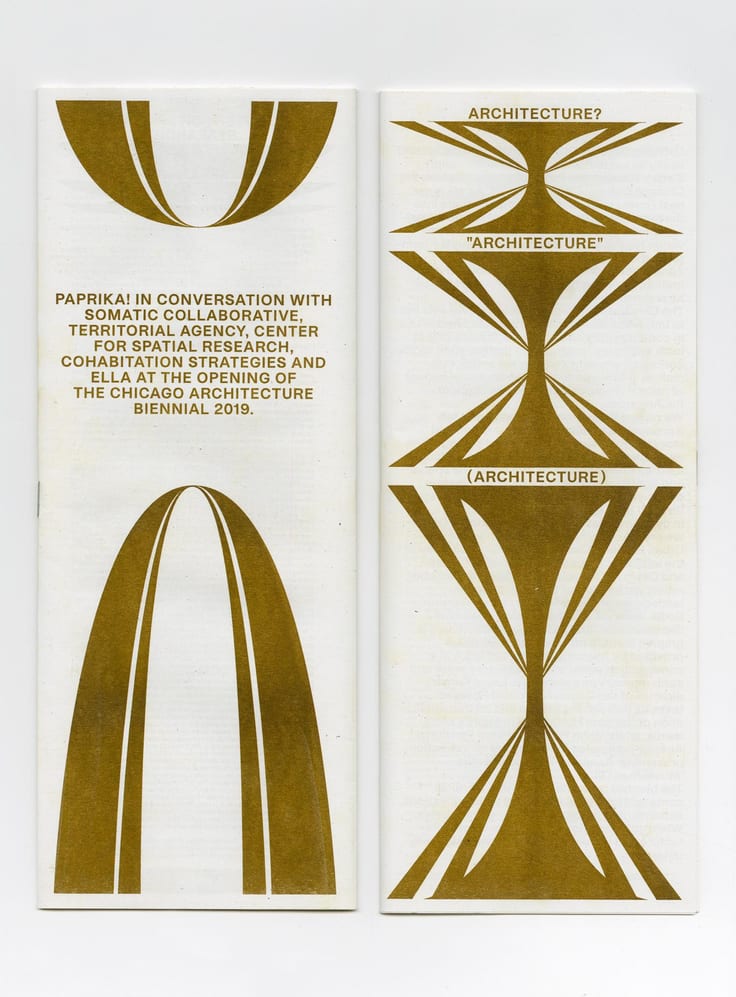 PAPRIKA! IN CONVERSATION WITH
SOMATIC COLLABORATIVE,
TERRITORIAL AGENCY, CENTER
FOR SPATIAL RESEARCH,
COHABITATION STRATEGIES AND
ELLA AT THE OPENING OF
THE CHICAGO ARCHITECTURE
BIENNIAL 2019.
ARCHITECTURE?
"ARCHITECTURE"
(ARCHITECTURE)